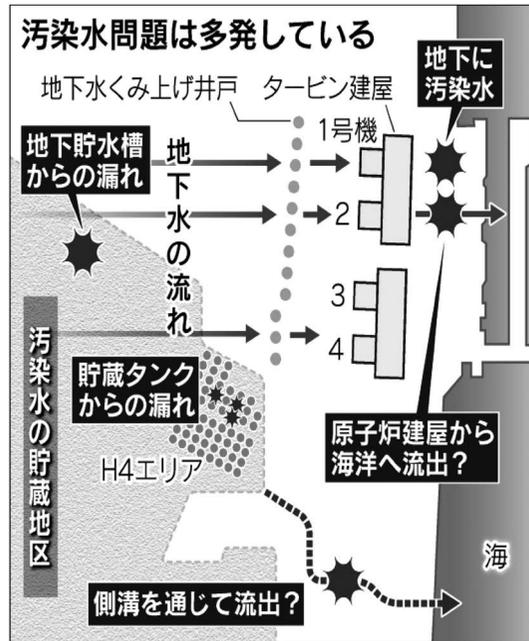 汚染水問題は多発している
地下水くみ上げ井戸
タービン建屋
地下に
汚染水
1号機
地下貯水槽
からの漏れ
地下水の流れ
2
3
4
汚染水の貯蔵地区
貯蔵タンク
からの漏れ
H4エリア
原子炉建屋から
海洋へ流出？
海
側溝を通じて流出？